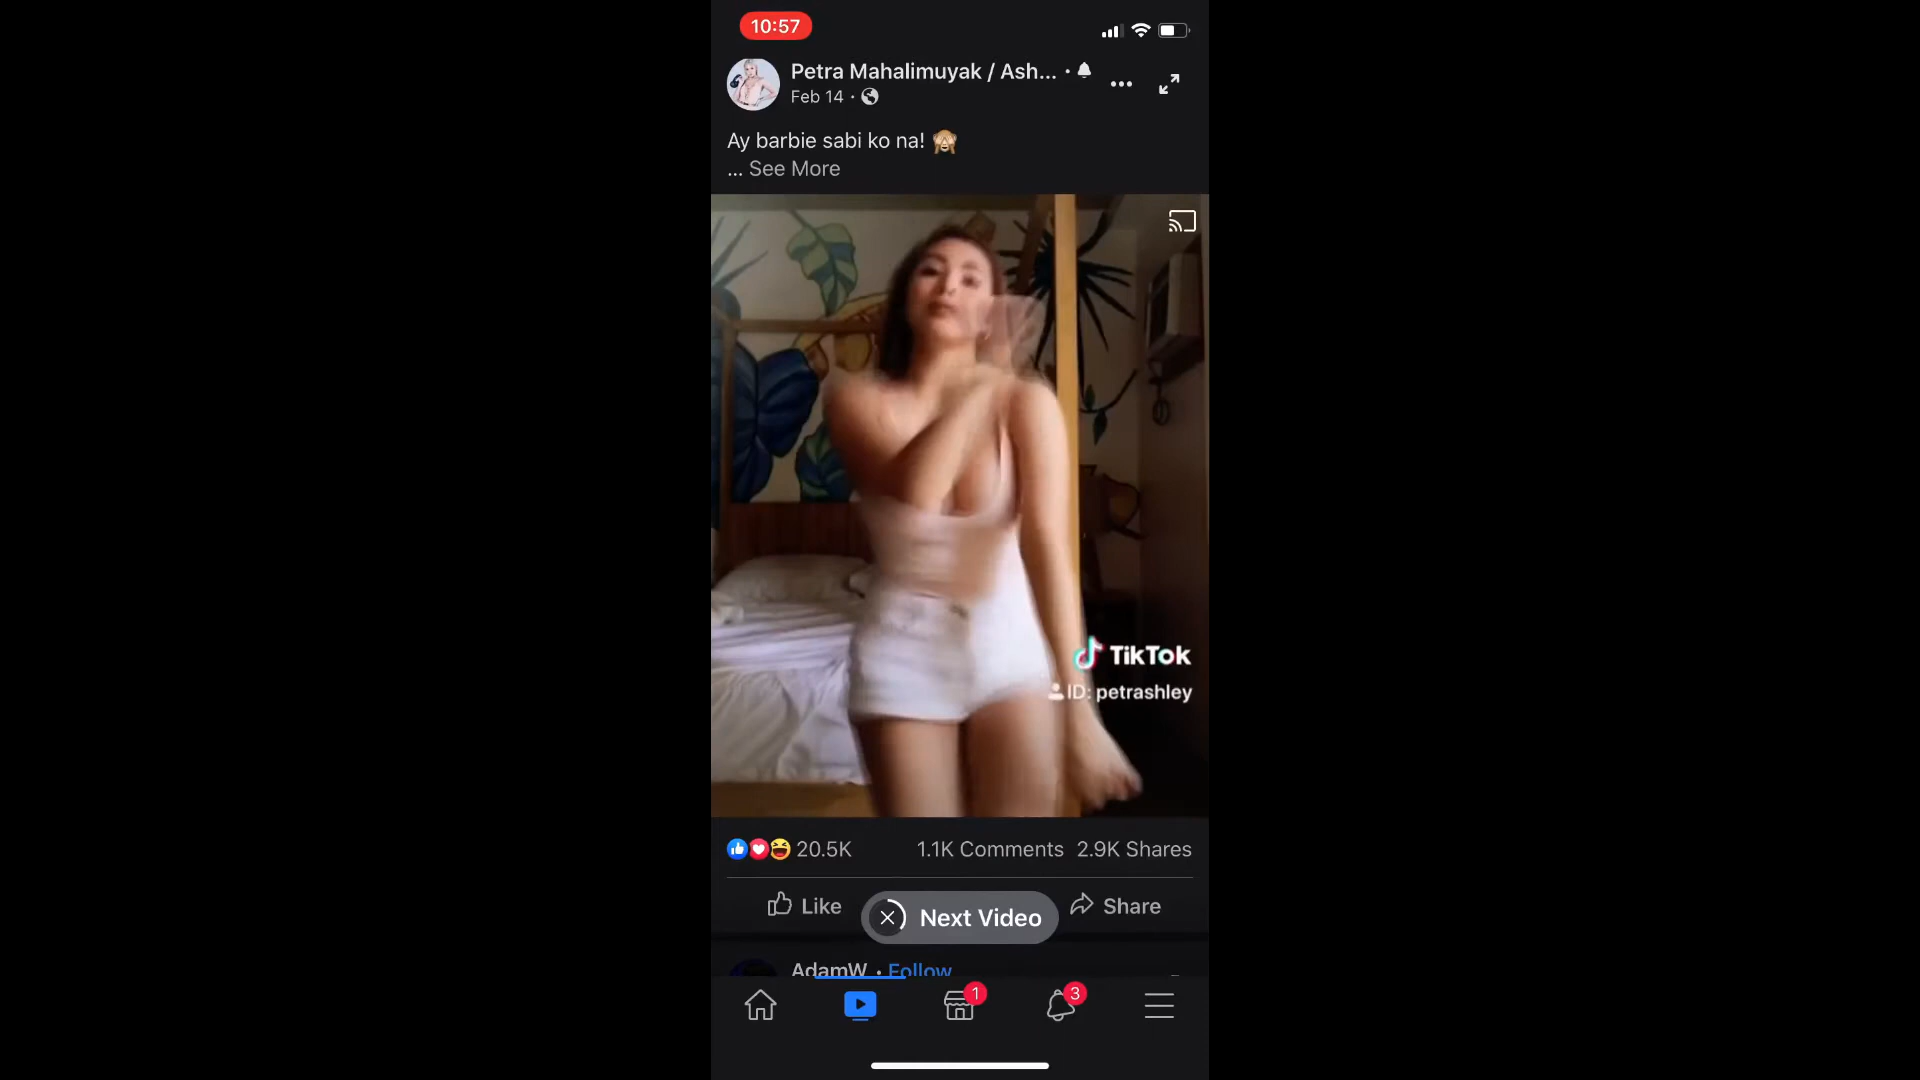 10:57
Petra Mahalimuyak / Ash... ·
Feb 14 ·
Ay barbie sabi ko na! 🙈
... See More
TikTok
ID: petrashley
20.5K 1.1K Comments 2.9K Shares
Like Next Video Share
AdamW · Follow
1 3